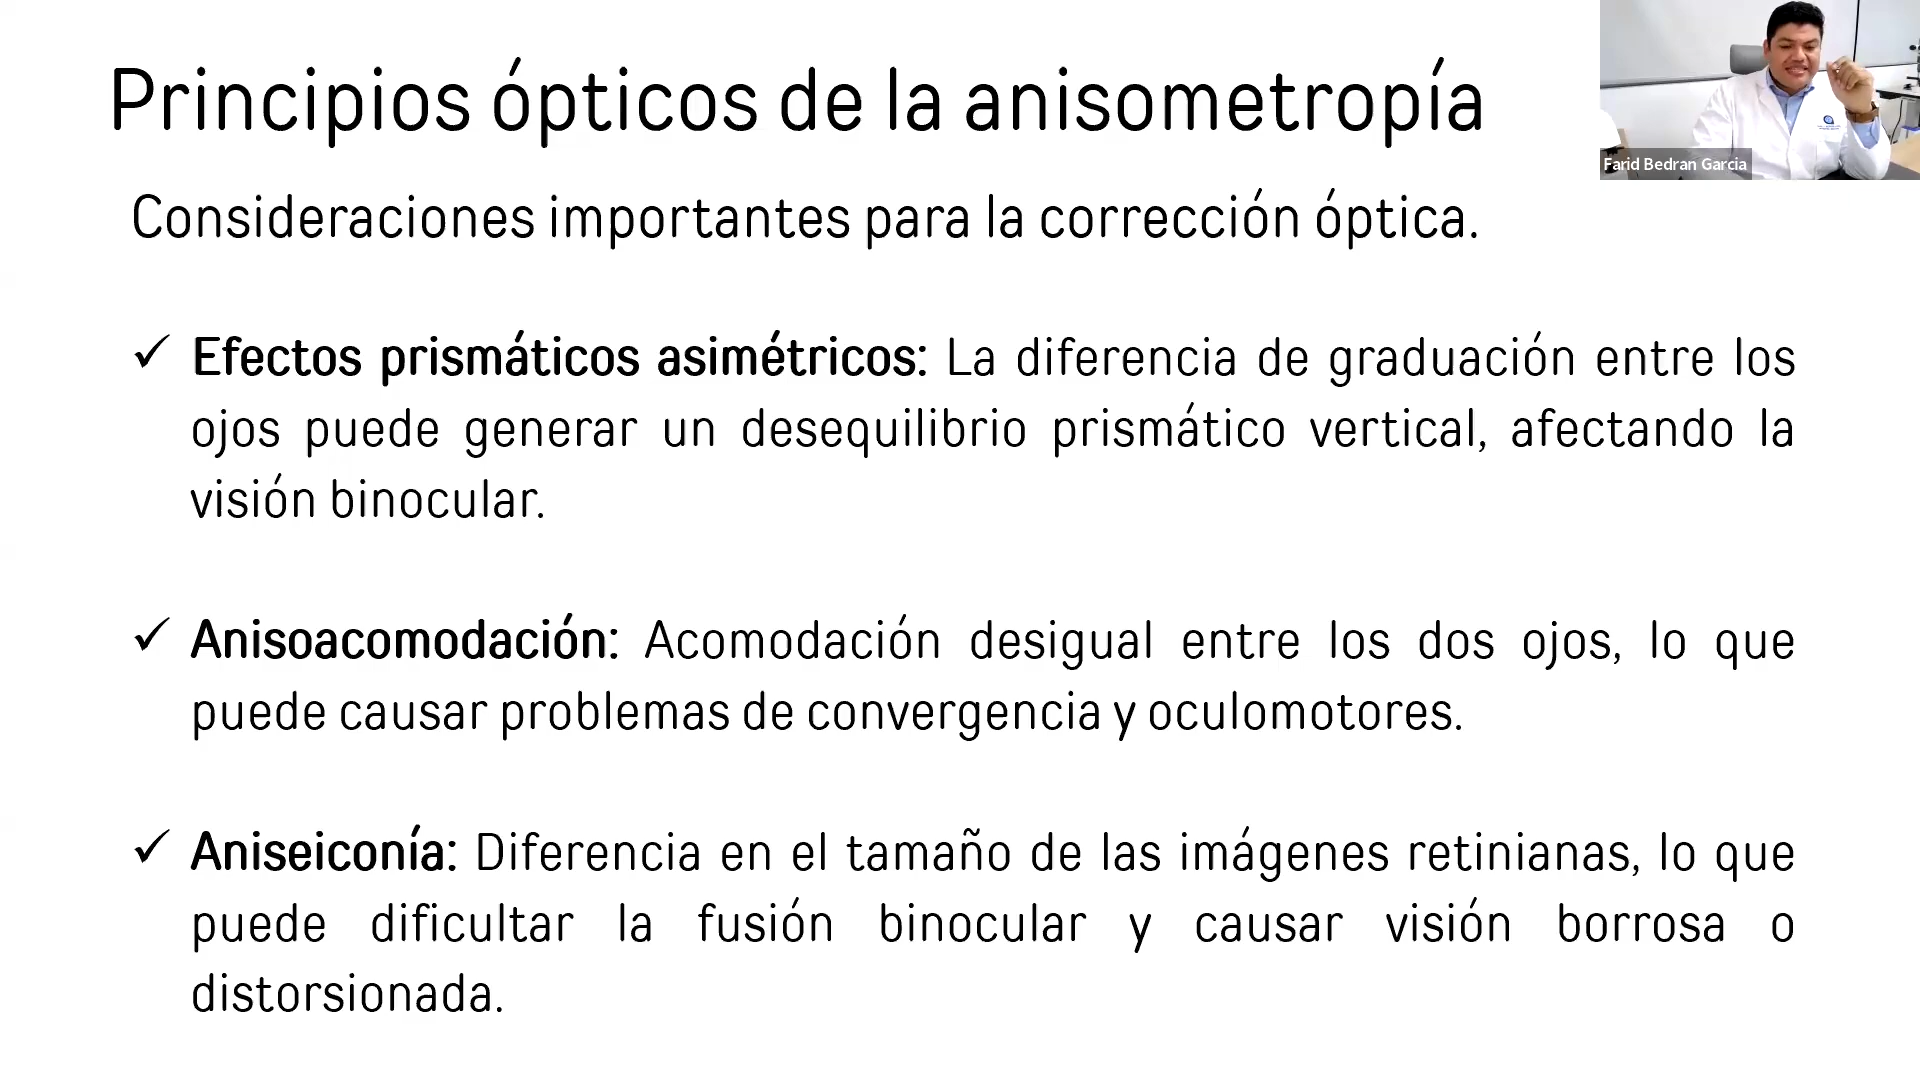 Principios ópticos de la anisometropía
Farid Bedran Garcia
Consideraciones importantes para la corrección óptica.
✓ Efectos prismáticos asimétricos: La diferencia de graduación entre los
ojos puede generar un desequilibrio prismático vertical, afectando la
visión binocular.
✓ Anisoacomodación: Acomodación desigual entre los dos ojos, lo que
puede causar problemas de convergencia y oculomotores.
✓ Aniseiconía: Diferencia en el tamaño de las imágenes retinianas, lo que
puede dificultar la fusión binocular y causar visión borrosa o
distorsionada.